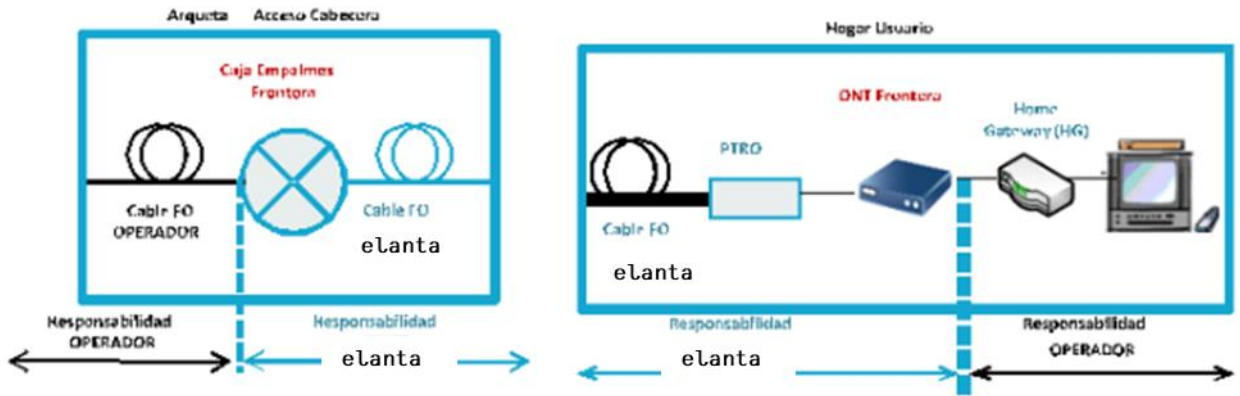 Arqueta Acceso Cabecera
Caja Empalmes
Frontera
Cable FO
OPERADOR
Cable FO
elanta
Responsabilidad
OPERADOR
Responsabilidad
elanta
Hogar Usuario
ONT Frontera
Home
Gateway (HG)
PTRO
Cable FO
elanta
Responsabilidad
elanta
Responsabilidad
OPERADOR